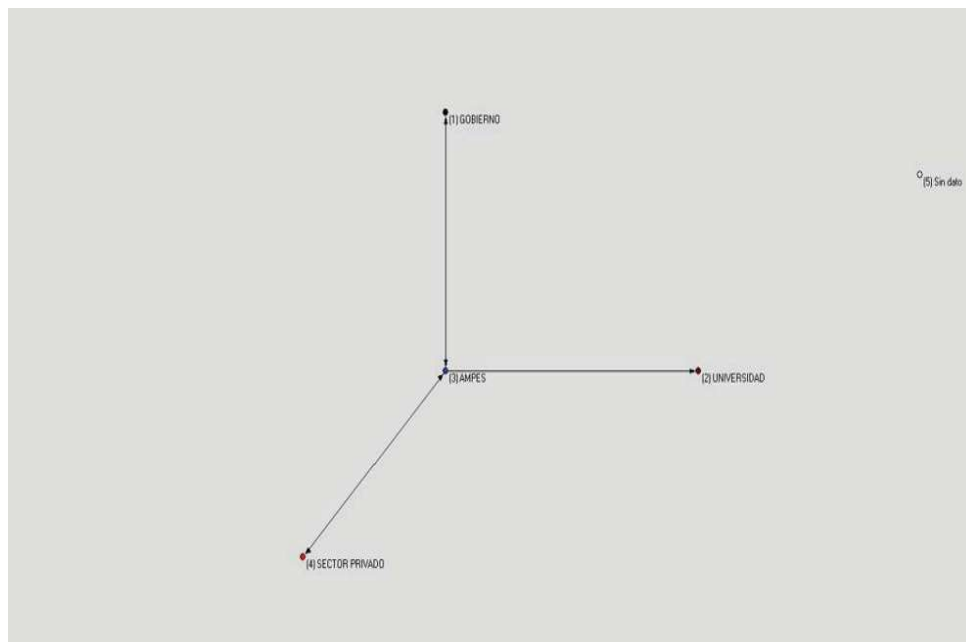 (1) GOBIERNO
(5) Sin dato
(3) AMPES
(2) UNIVERSIDAD
(4) SECTOR PRIVADO